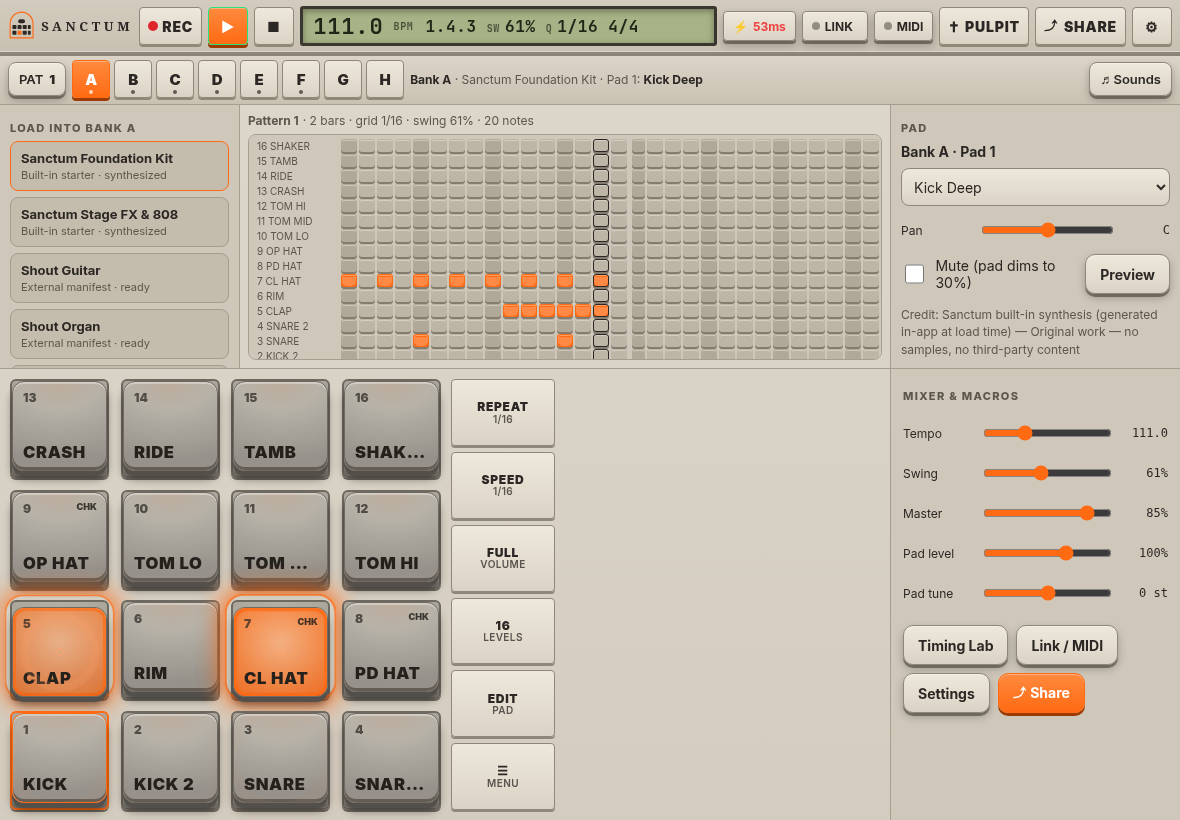 SANCTUM
REC
111.0 BPM 1.4.3 SW 61% Q 1/16 4/4
⚡ 53ms
LINK
MIDI
✝ PULPIT
⤴ SHARE
⚙
PAT 1
A
B
C
D
E
F
G
H
Bank A · Sanctum Foundation Kit · Pad 1: Kick Deep
♬ Sounds
LOAD INTO BANK A
Sanctum Foundation Kit
Built-in starter · synthesized
Sanctum Stage FX & 808
Built-in starter · synthesized
Shout Guitar
External manifest · ready
Shout Organ
External manifest · ready
Pattern 1 · 2 bars · grid 1/16 · swing 61% · 20 notes
16 SHAKER
15 TAMB
14 RIDE
13 CRASH
12 TOM HI
11 TOM MID
10 TOM LO
9 OP HAT
8 PD HAT
7 CL HAT
6 RIM
5 CLAP
4 SNARE 2
3 SNARE
2 KICK 2
PAD
Bank A · Pad 1
Kick Deep
Pan C
Mute (pad dims to
30%)
Preview
Credit: Sanctum built-in synthesis (generated
in-app at load time) — Original work — no
samples, no third-party content
13
CRASH
14
RIDE
15
TAMB
16
SHAK...
9 CHK
OP HAT
10
TOM LO
11
TOM ...
12
TOM HI
5
CLAP
6
RIM
7 CHK
CL HAT
8 CHK
PD HAT
1
KICK
2
KICK 2
3
SNARE
4
SNAR...
REPEAT
1/16
SPEED
1/16
FULL
VOLUME
16
LEVELS
EDIT
PAD
☰
MENU
MIXER & MACROS
Tempo 111.0
Swing 61%
Master 85%
Pad level 100%
Pad tune 0 st
Timing Lab
Link / MIDI
Settings
⤴ Share